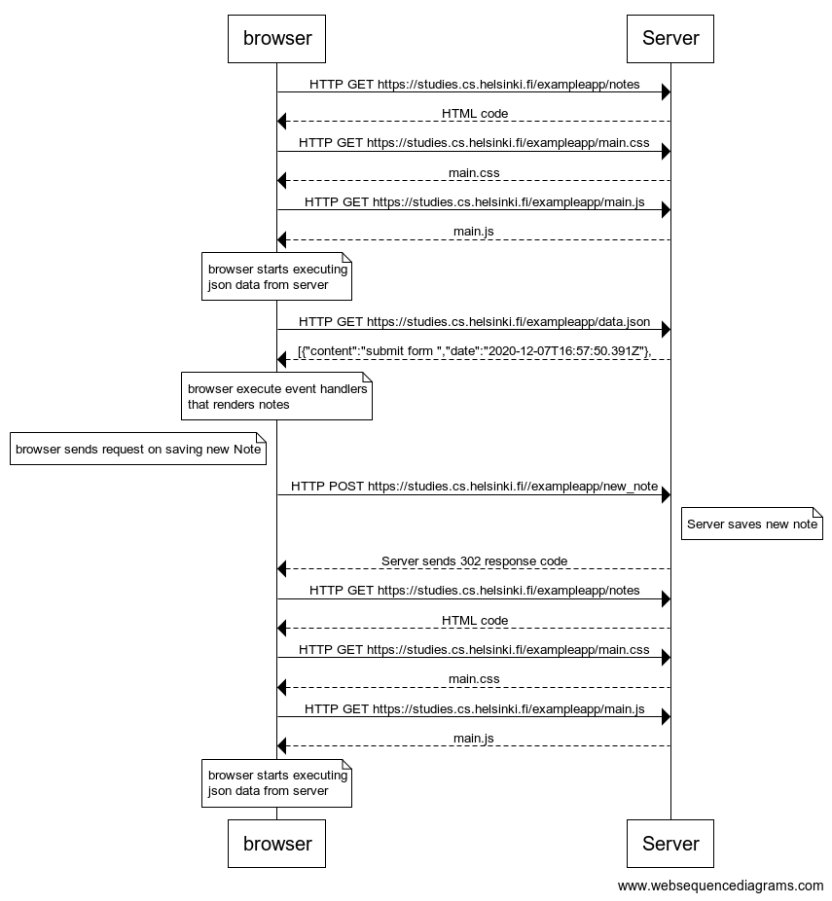 browser
Server
HTTP GET https://studies.cs.helsinki.fi/exampleapp/notes
HTML code
HTTP GET https://studies.cs.helsinki.fi/exampleapp/main.css
main.css
HTTP GET https://studies.cs.helsinki.fi/exampleapp/main.js
main.js
browser starts executing
json data from server
HTTP GET https://studies.cs.helsinki.fi/exampleapp/data.json
[{"content":"submit form ","date":"2020-12-07T16:57:50.391Z"},
browser execute event handlers
that renders notes
browser sends request on saving new Note
HTTP POST https://studies.cs.helsinki.fi//exampleapp/new_note
Server saves new note
Server sends 302 response code
HTTP GET https://studies.cs.helsinki.fi/exampleapp/notes
HTML code
HTTP GET https://studies.cs.helsinki.fi/exampleapp/main.css
main.css
HTTP GET https://studies.cs.helsinki.fi/exampleapp/main.js
main.js
browser starts executing
json data from server
browser
Server
www.websequencediagrams.com